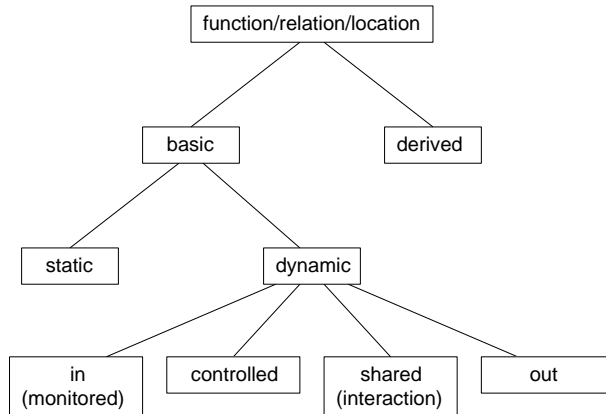 function/relation/location
basic
derived
static
dynamic
in
(monitored)
controlled
shared
(interaction)
out